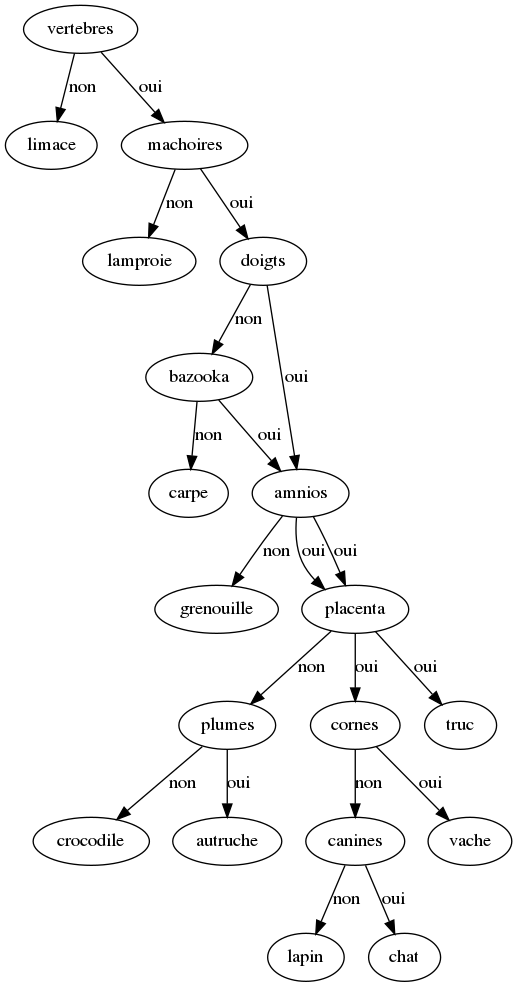 vertebres
non
oui
limace
machoires
non
oui
lamproie
doigts
non
bazooka
oui
non
oui
carpe
amnios
non
oui
oui
grenouille
placenta
non
oui
oui
plumes
cornes
truc
non
oui
non
oui
crocodile
autruche
canines
vache
non
oui
lapin
chat